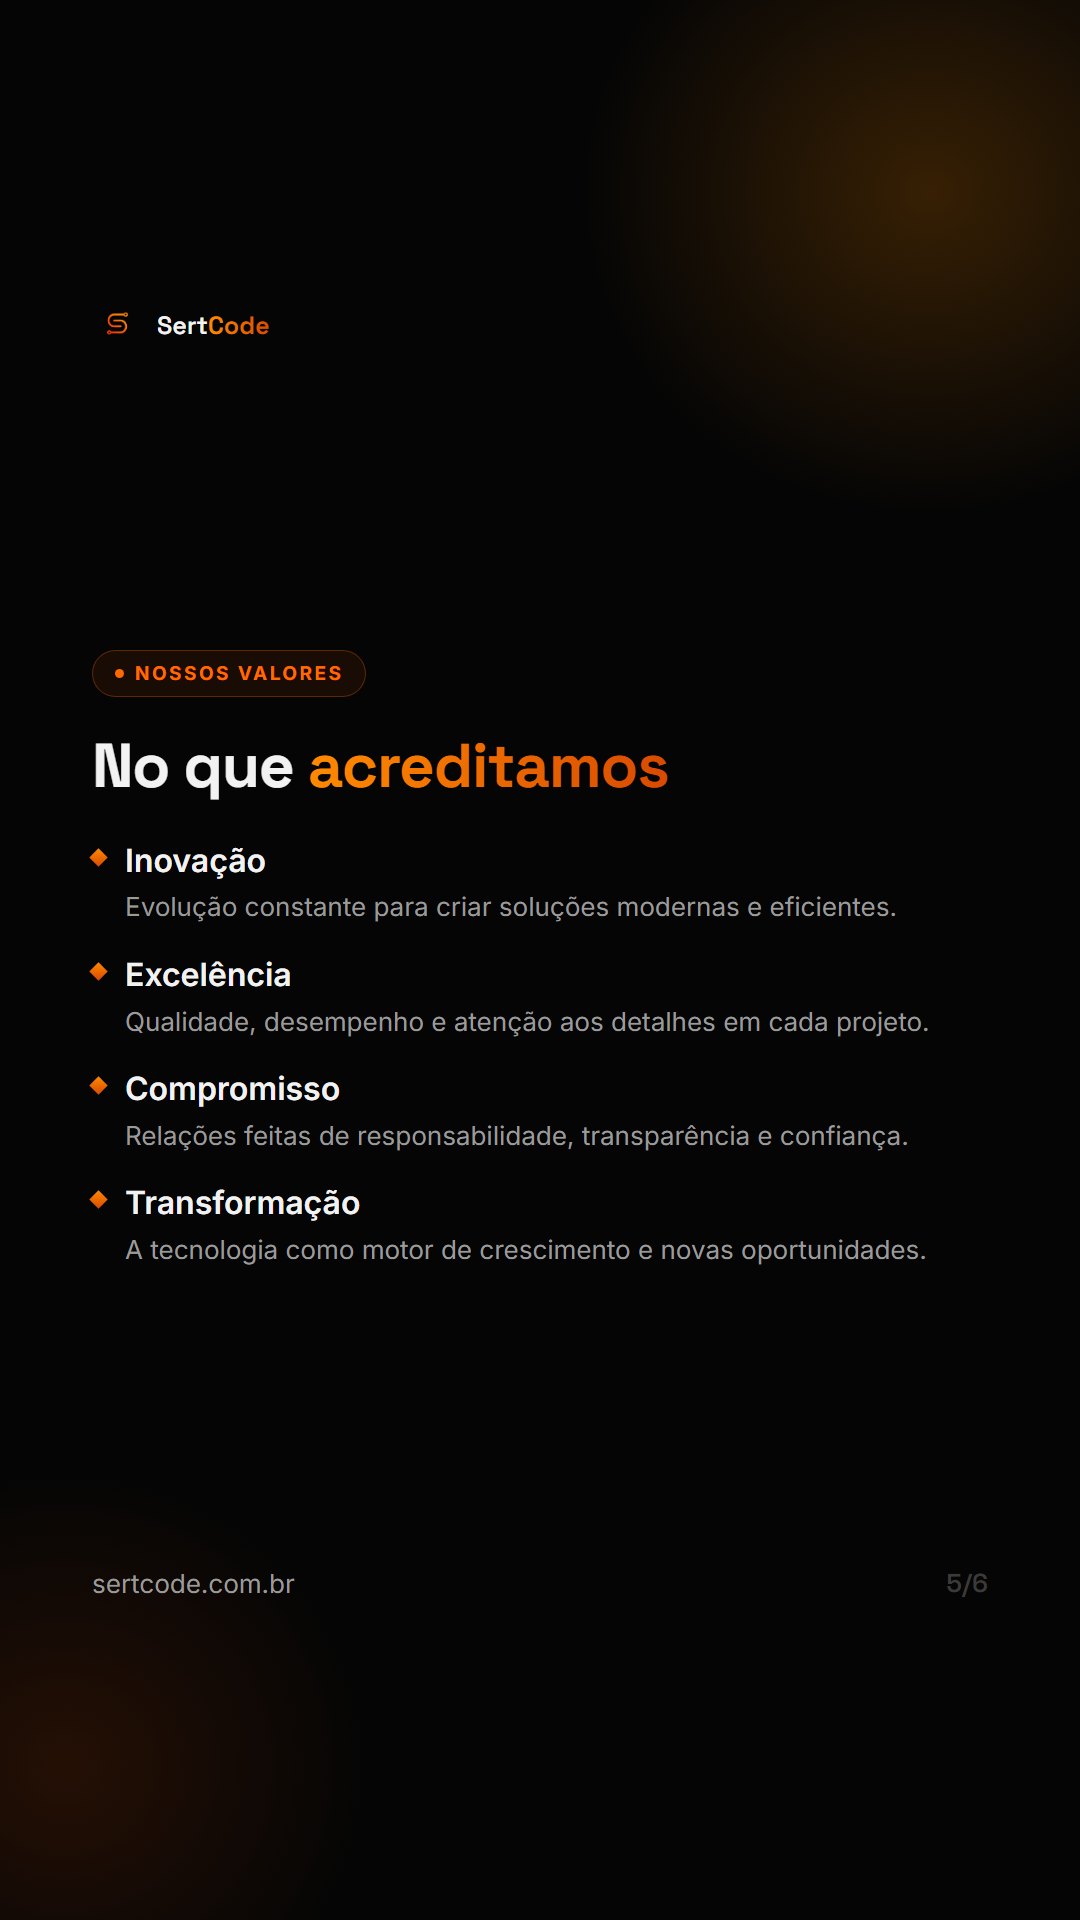 SertCode
NOSSOS VALORES
No que acreditamos
Inovação
Evolução constante para criar soluções modernas e eficientes.
Excelência
Qualidade, desempenho e atenção aos detalhes em cada projeto.
Compromisso
Relações feitas de responsabilidade, transparência e confiança.
Transformação
A tecnologia como motor de crescimento e novas oportunidades.
sertcode.com.br
5/6